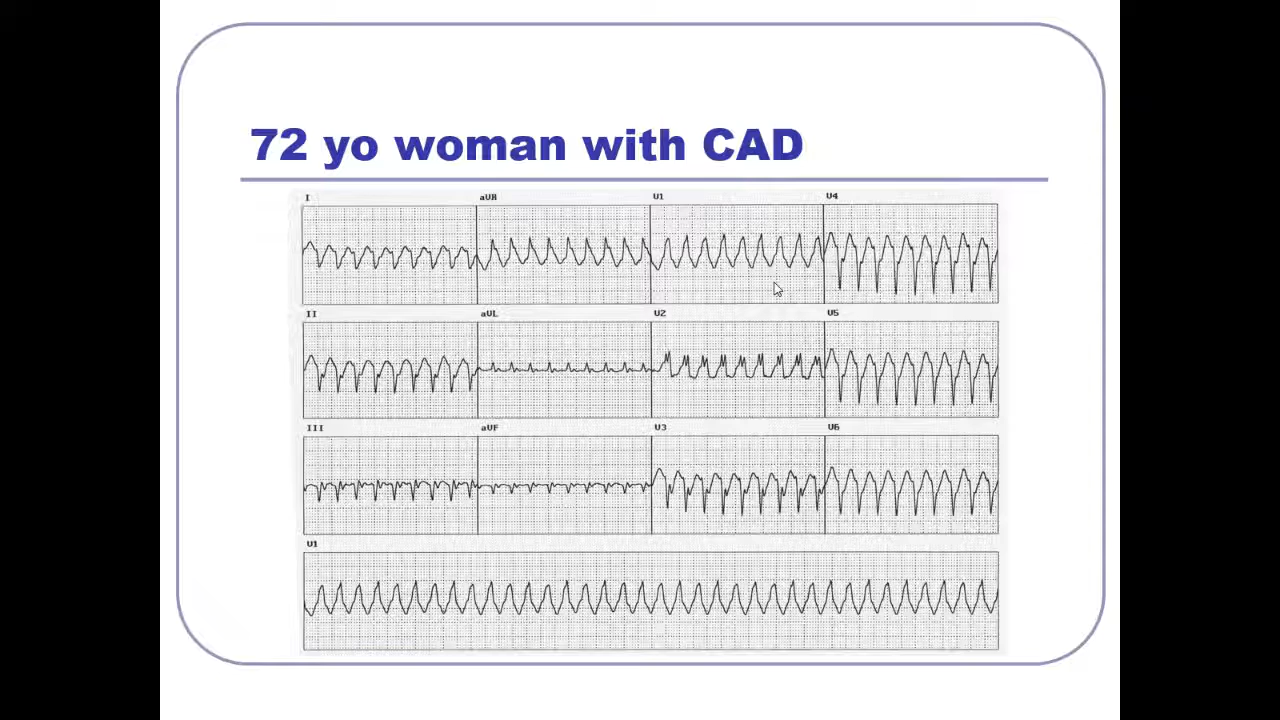 72 yo woman with CAD
I aVR V1 V4
II aVL V2 V5
III aVF V3 V6
V1